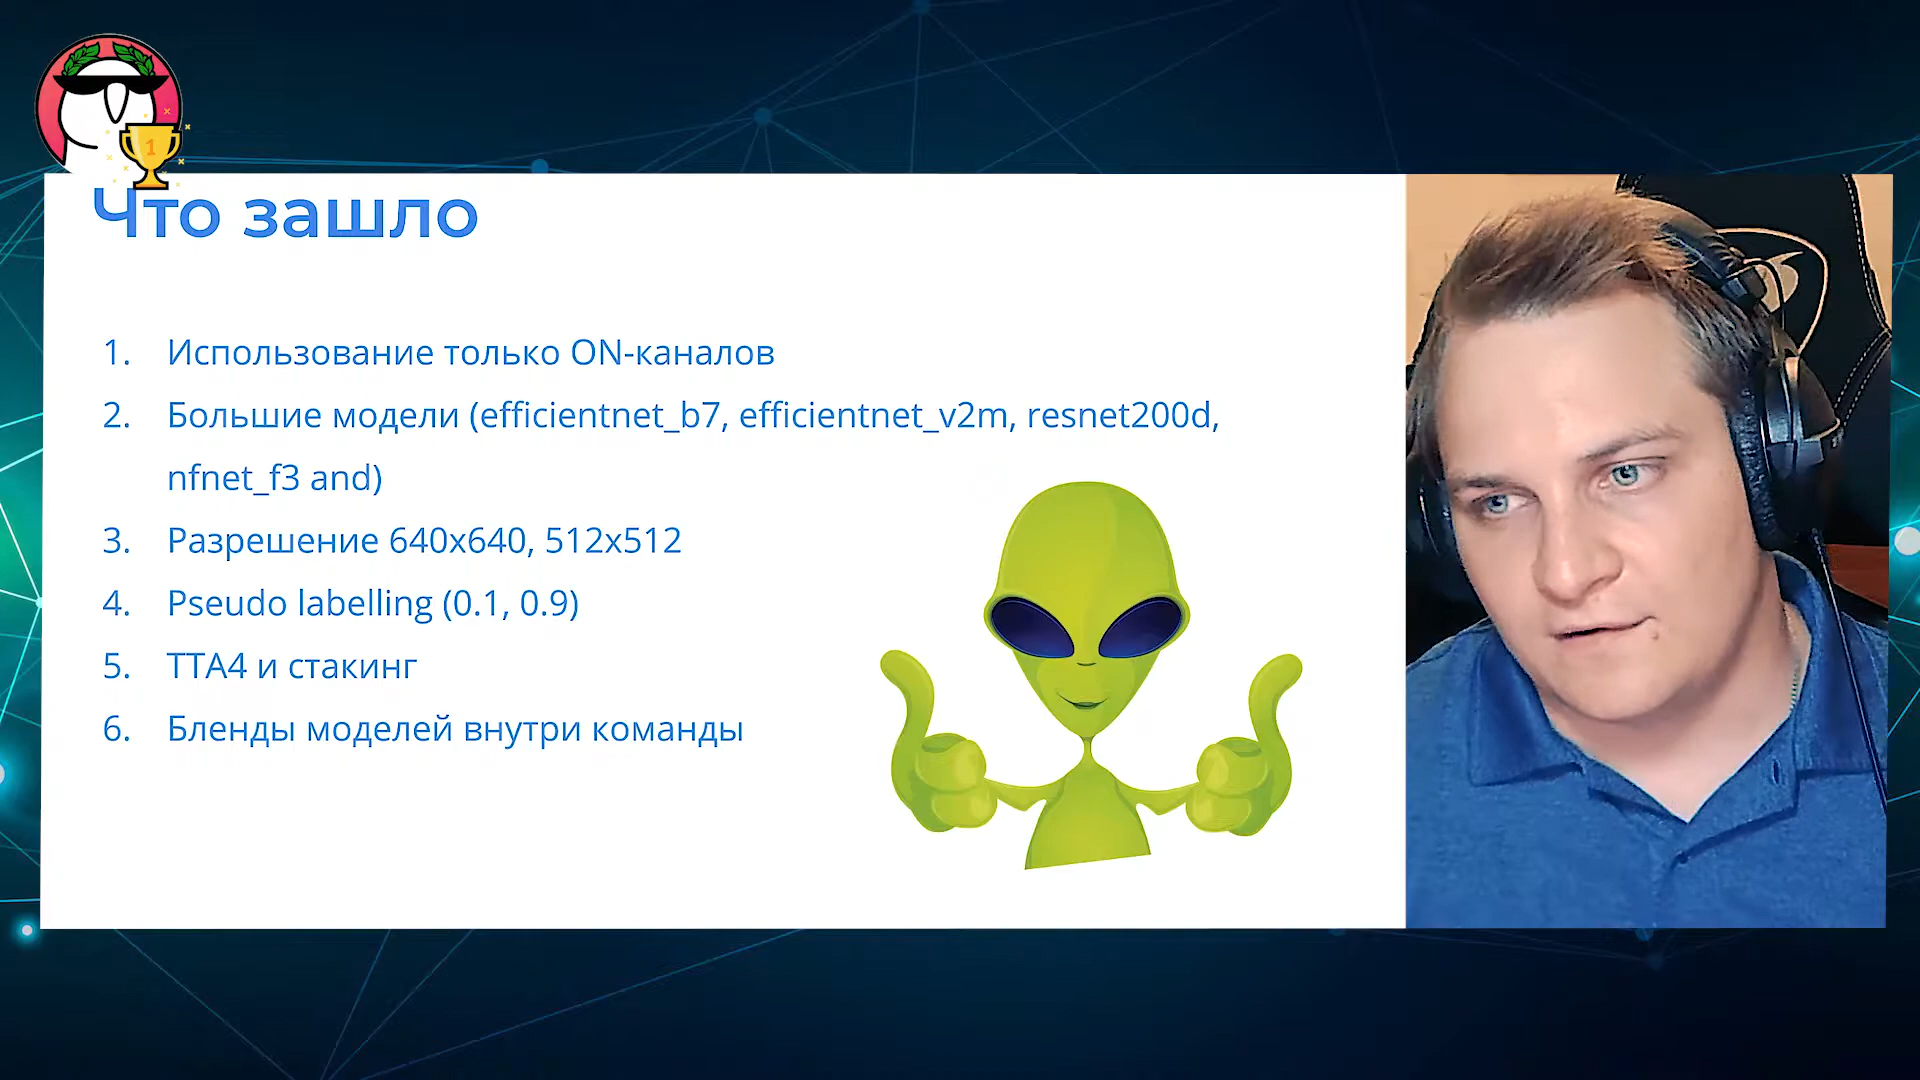 1
Что зашло
1. Использование только ON-каналов
2. Большие модели (efficientnet_b7, efficientnet_v2m, resnet200d,
nfnet_f3 and)
3. Разрешение 640x640, 512x512
4. Pseudo labelling (0.1, 0.9)
5. TTA4 и стакинг
6. Бленды моделей внутри команды